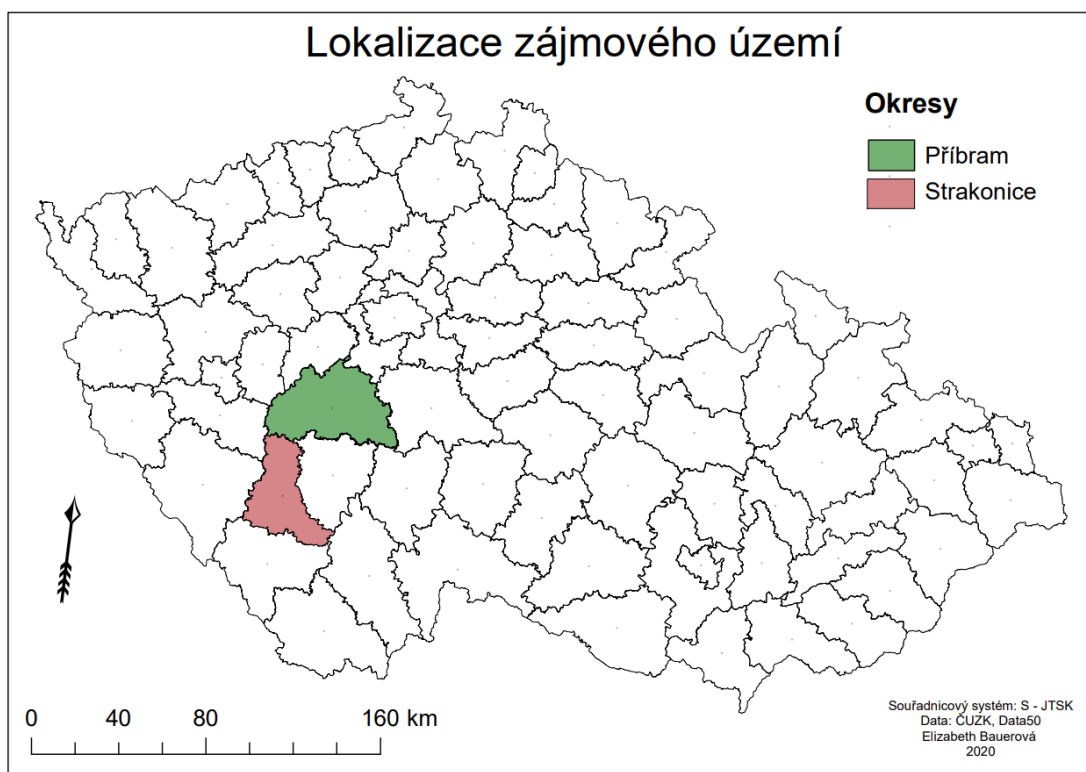 Lokalizace zájmového území
Okresy
Příbram
Strakonice
0 40 80 160 km
Souřadnicový systém: S - JTSK
Data: ČUZK, Data50
Elizabeth Bauerová
2020